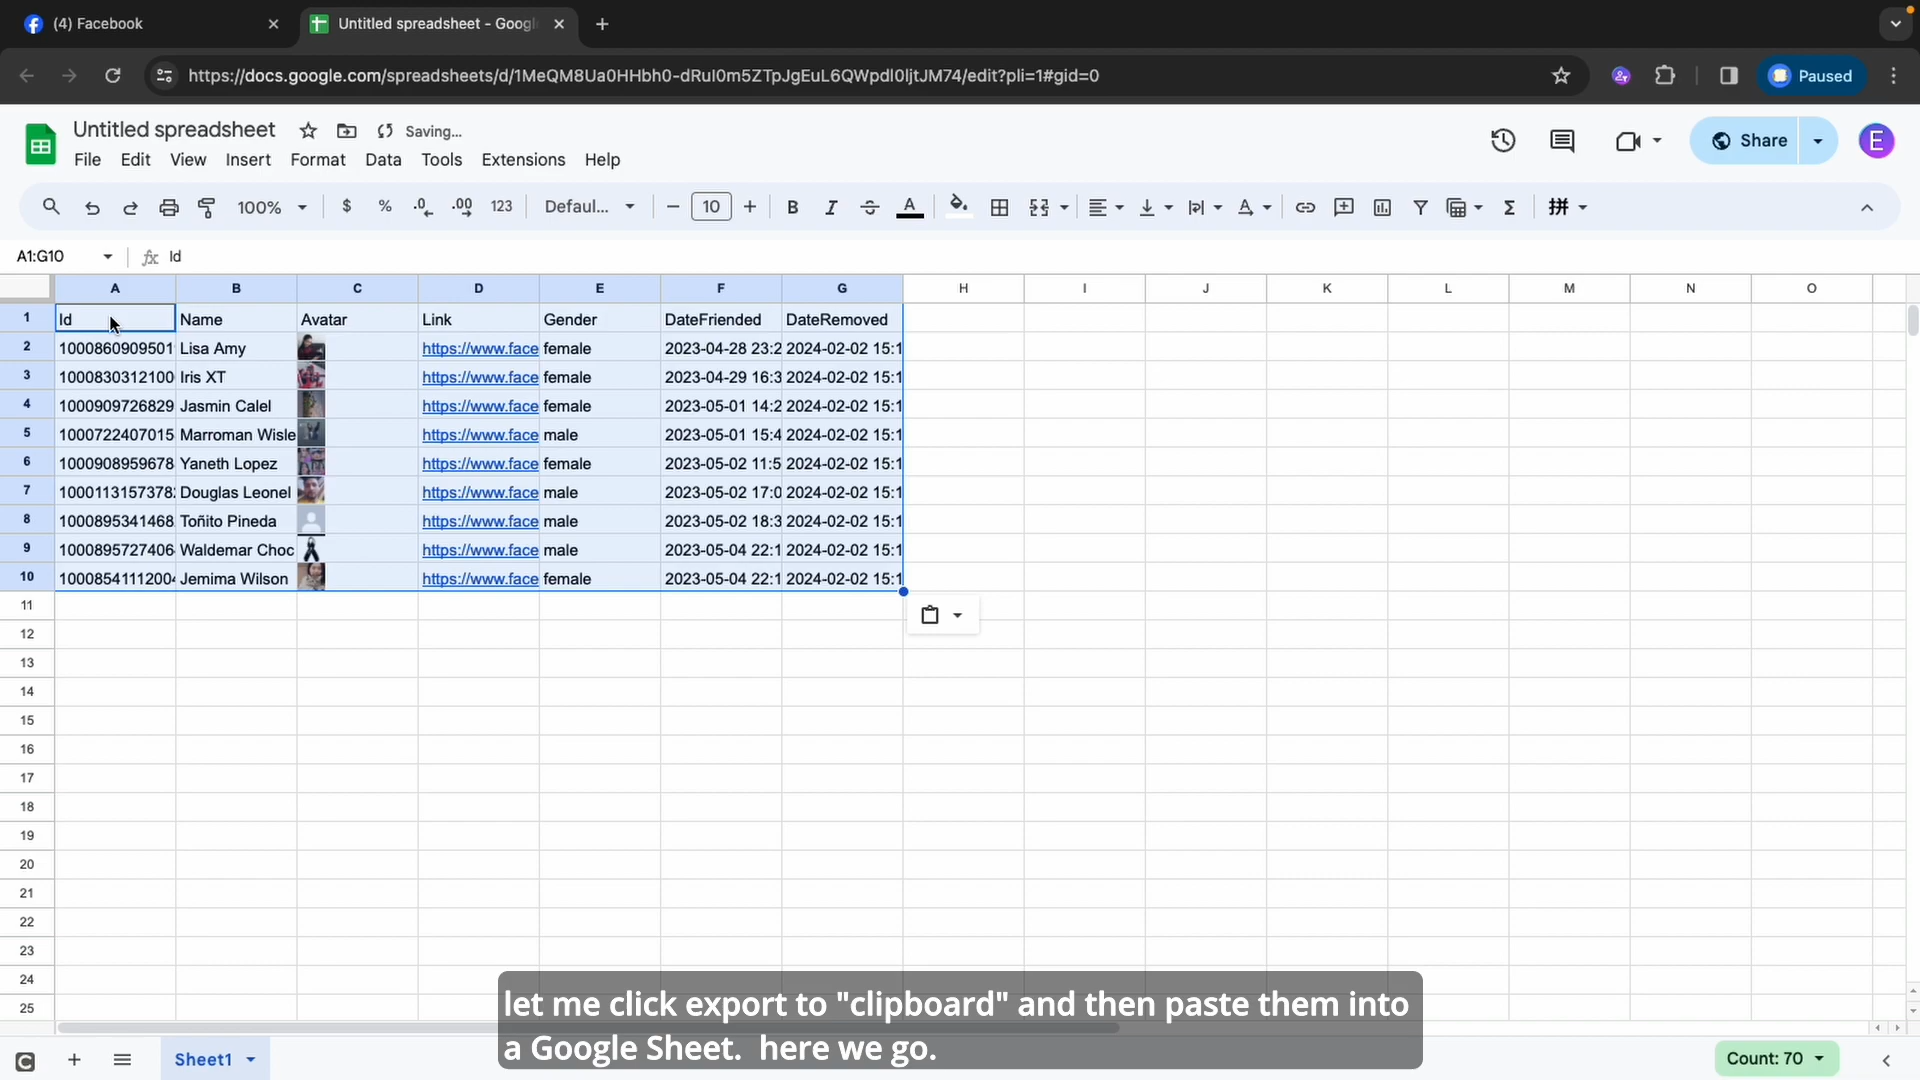 (4) Facebook
Untitled spreadsheet - Googl
https://docs.google.com/spreadsheets/d/1MeQM8Ua0HHbh0-dRul0m5ZTpJgEuL6QWpdl0ljtJM74/edit?pli=1#gid=0
Paused
Untitled spreadsheet
Saving...
File Edit View Insert Format Data Tools Extensions Help
Share
E
100%
$ % .0 .00 123
Defaul...
10
B I A
A1:G10
Id
A B C D E F G H I J K L M N O
1 Id Name Avatar Link Gender DateFriended DateRemoved
2 1000860909501 Lisa Amy https://www.face female 2023-04-28 23:2 2024-02-02 15:1
3 1000830312100 Iris XT https://www.face female 2023-04-29 16:3 2024-02-02 15:1
4 1000909726829 Jasmin Calel https://www.face female 2023-05-01 14:2 2024-02-02 15:1
5 1000722407015 Marroman Wisle https://www.face male 2023-05-01 15:4 2024-02-02 15:1
6 1000908959678 Yaneth Lopez https://www.face female 2023-05-02 11:5 2024-02-02 15:1
7 1000113157378 Douglas Leonel https://www.face male 2023-05-02 17:0 2024-02-02 15:1
8 1000895341468 Toñito Pineda https://www.face male 2023-05-02 18:3 2024-02-02 15:1
9 1000895727406 Waldemar Choc https://www.face male 2023-05-04 22:1 2024-02-02 15:1
10 1000854111200 Jemima Wilson https://www.face female 2023-05-04 22:1 2024-02-02 15:1
11
12
13
14
15
16
17
18
19
20
21
22
23
24
25
let me click export to "clipboard" and then paste them into
a Google Sheet. here we go.
Sheet1
Count: 70